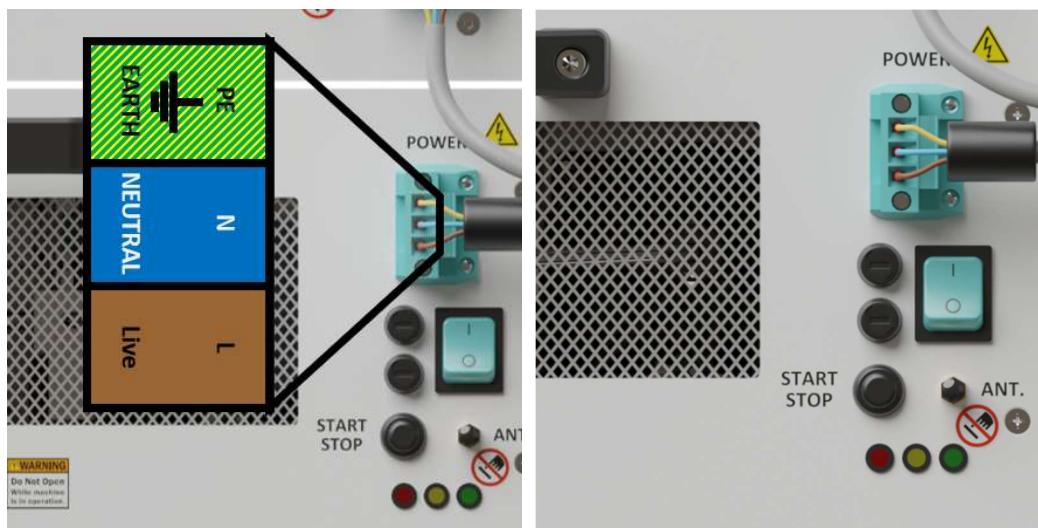 PE
EARTH
N
NEUTRAL
L
Live
POWER
START
STOP
ANT
WARNING
Do Not Open
While machine
is in operation.
POWER
START
STOP
ANT.